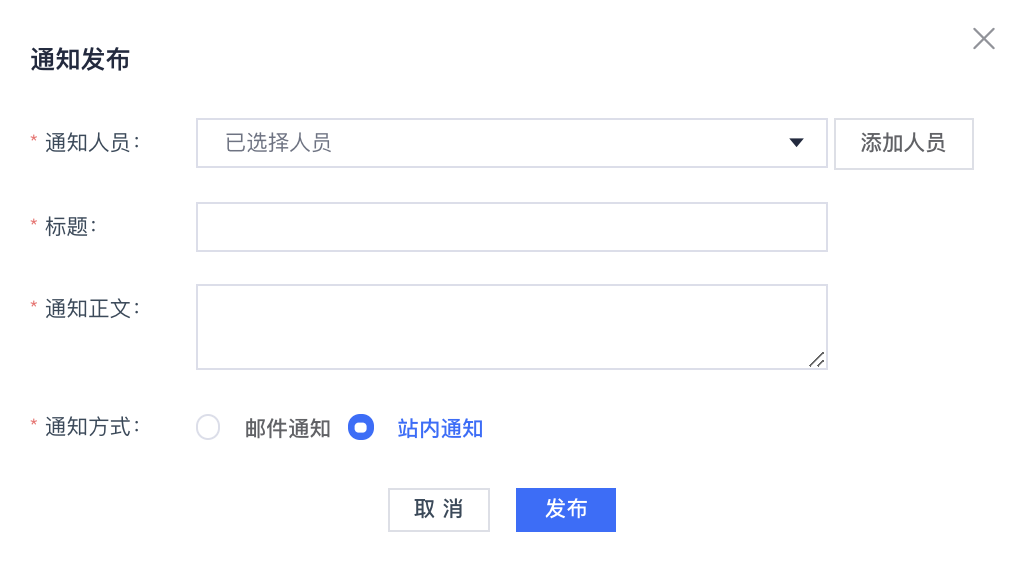 通知发布
* 通知人员： 已选择人员 添加人员
* 标题：
* 通知正文：
* 通知方式： 邮件通知 站内通知
取 消 发布